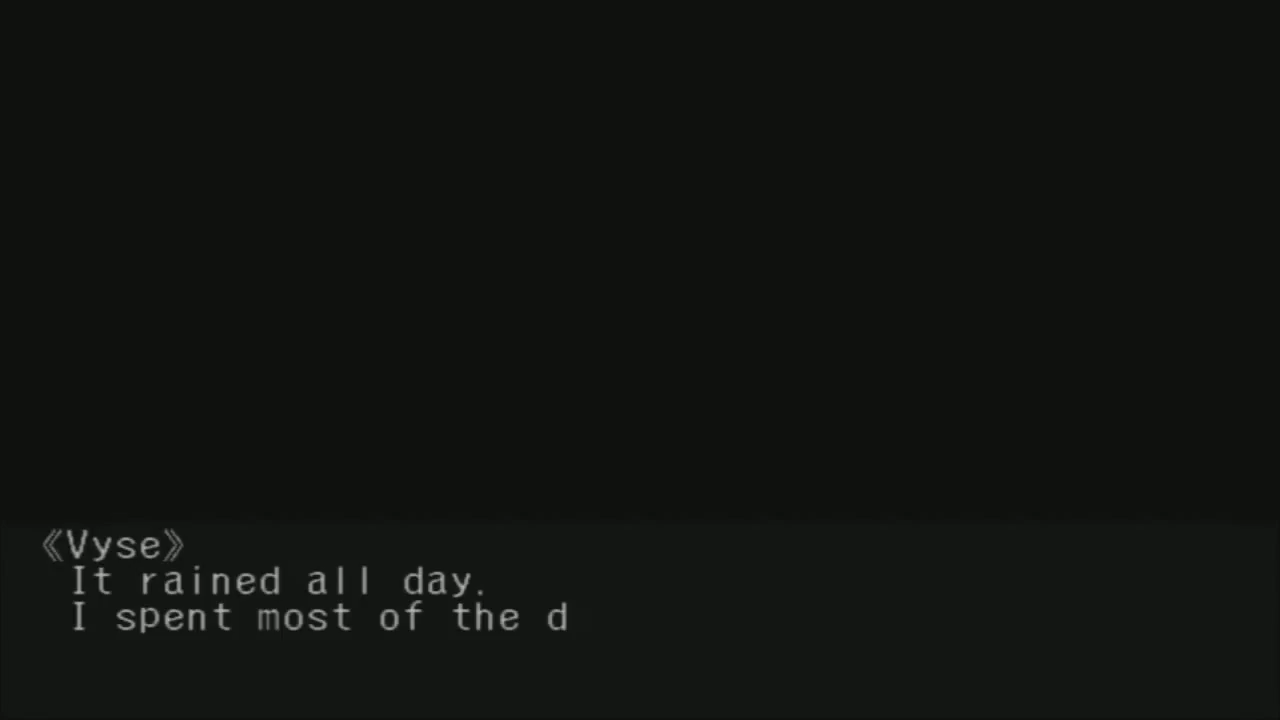 《Vyse》
It rained all day.
I spent most of the d